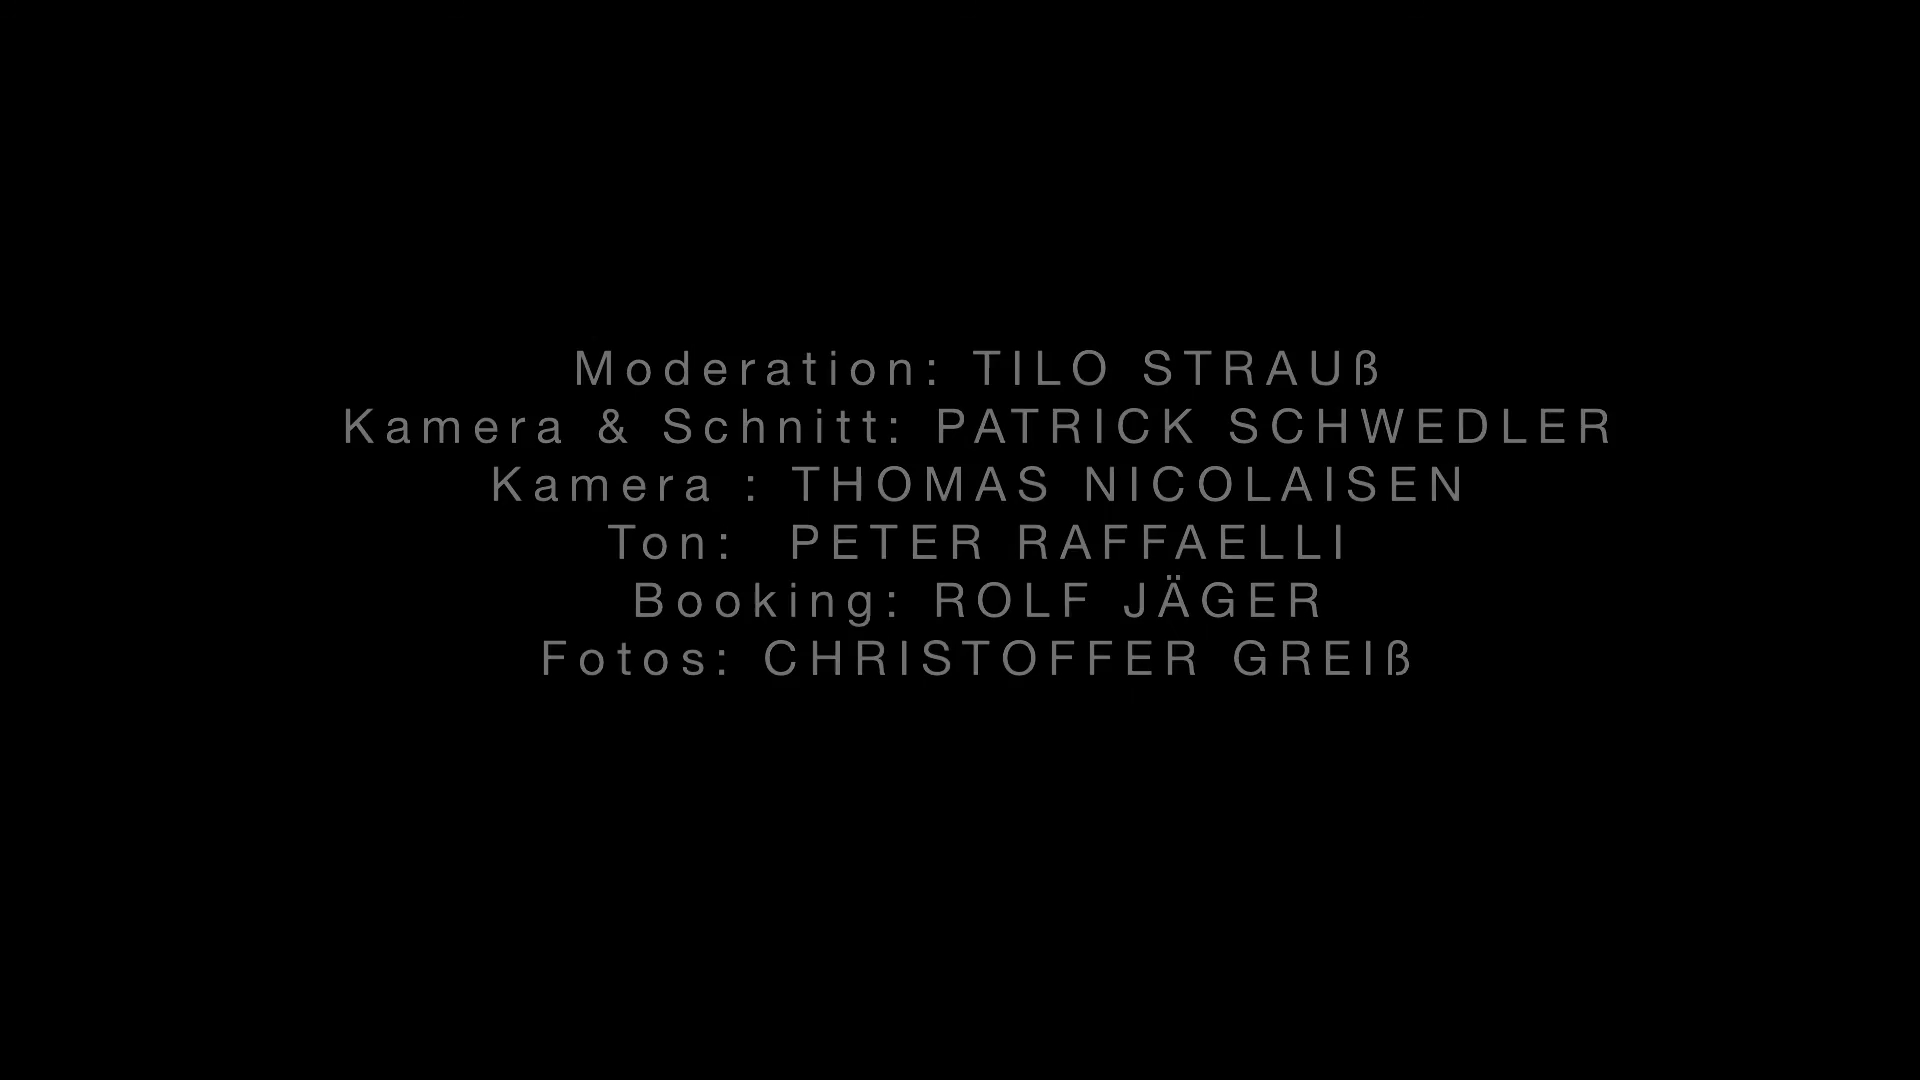 Moderation: TILO STRAUß
Kamera & Schnitt: PATRICK SCHWEDLER
Kamera : THOMAS NICOLAISEN
Ton:  PETER RAFFAELLI
Booking: ROLF JÄGER
Fotos: CHRISTOFFER GREIß